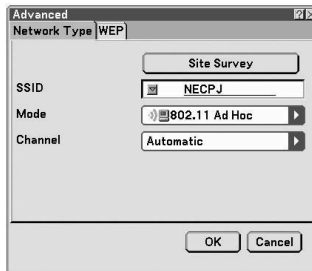 Advanced
Network Type WEP
Site Survey
SSID NECPJ
Mode 802.11 Ad Hoc
Channel Automatic
OK Cancel